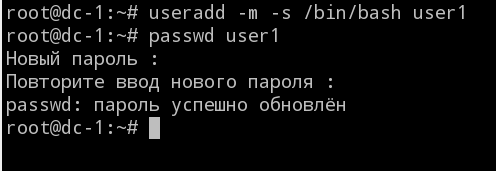 root@dc-1:~# useradd -m -s /bin/bash user1
root@dc-1:~# passwd user1
Новый пароль :
Повторите ввод нового пароля :
passwd: пароль успешно обновлён
root@dc-1:~#